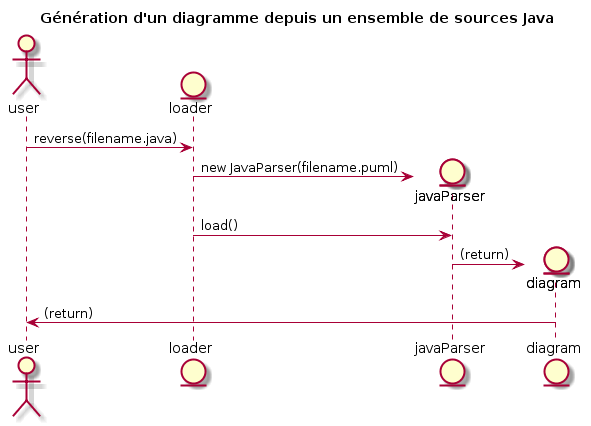 Génération d'un diagramme depuis un ensemble de sources Java
user
loader
reverse(filename.java)
new JavaParser(filename.puml)
javaParser
load()
(return)
diagram
(return)
user
loader
javaParser
diagram